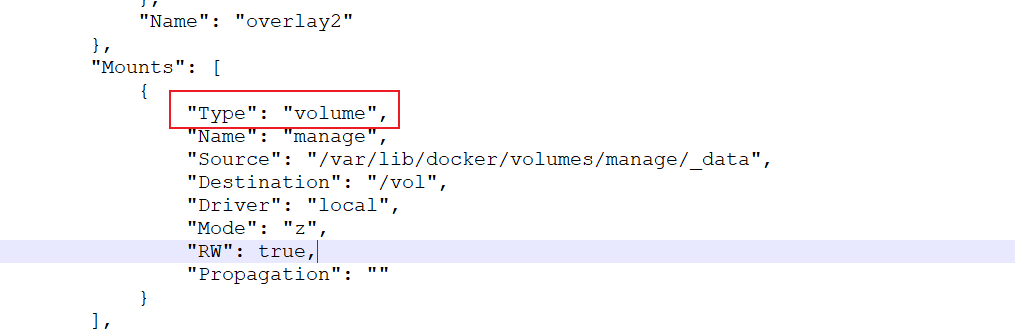 },
"Name": "overlay2"
},
"Mounts": [
{
"Type": "volume",
"Name": "manage",
"Source": "/var/lib/docker/volumes/manage/_data",
"Destination": "/vol",
"Driver": "local",
"Mode": "z",
"RW": true,
"Propagation": ""
}
],